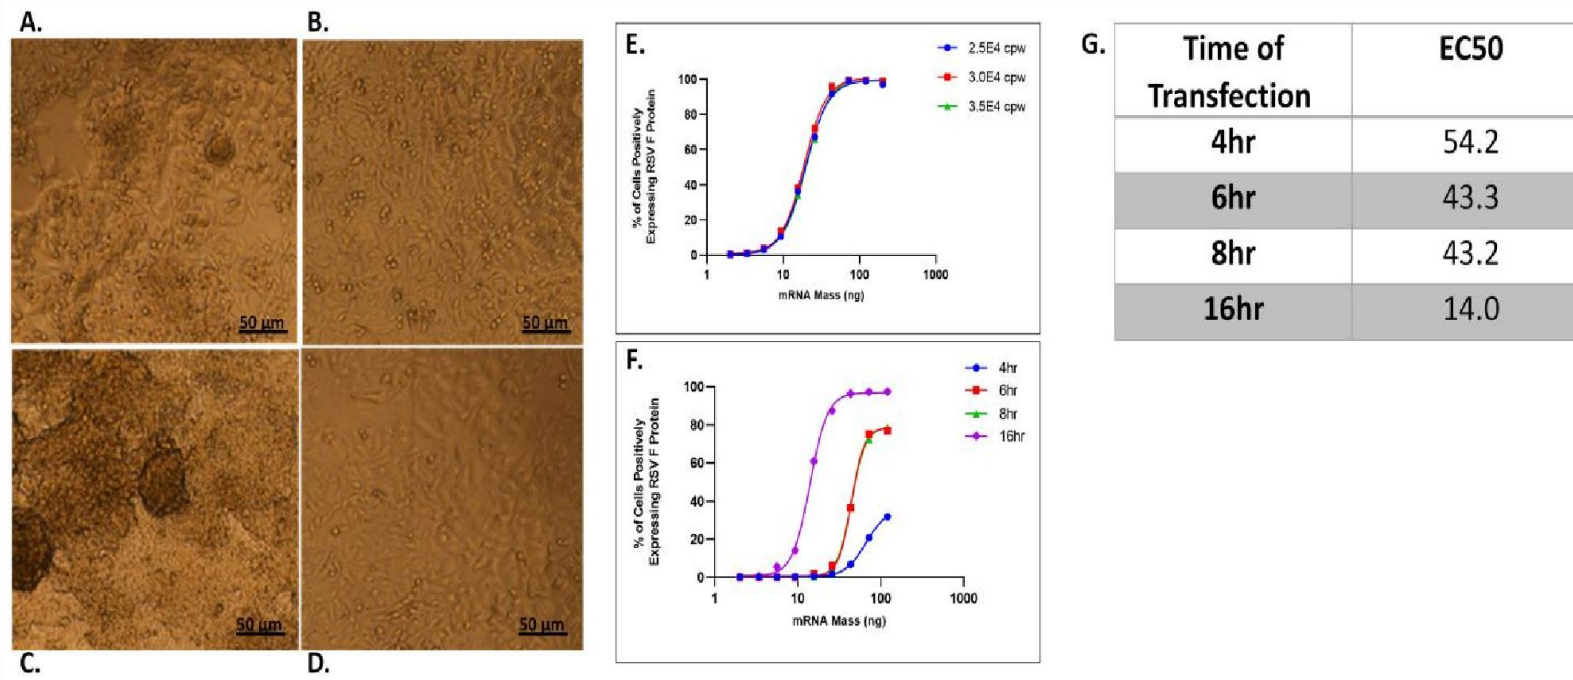 A.
B.
50 µm
50 µm
50 µm
50 µm
C.
D.
E.
2.5E4 cpw
3.0E4 cpw
3.5E4 cpw
% of Cells Positively
Expressing RSV F Protein
100
80
60
40
20
0
1 10 100 1000
mRNA Mass (ng)
F.
4hr
6hr
8hr
16hr
% of Cells Positively
Expressing RSV F Protein
100
80
60
40
20
0
1 10 100 1000
mRNA Mass (ng)
G.
Time of
Transfection
EC50
4hr 54.2
6hr 43.3
8hr 43.2
16hr 14.0